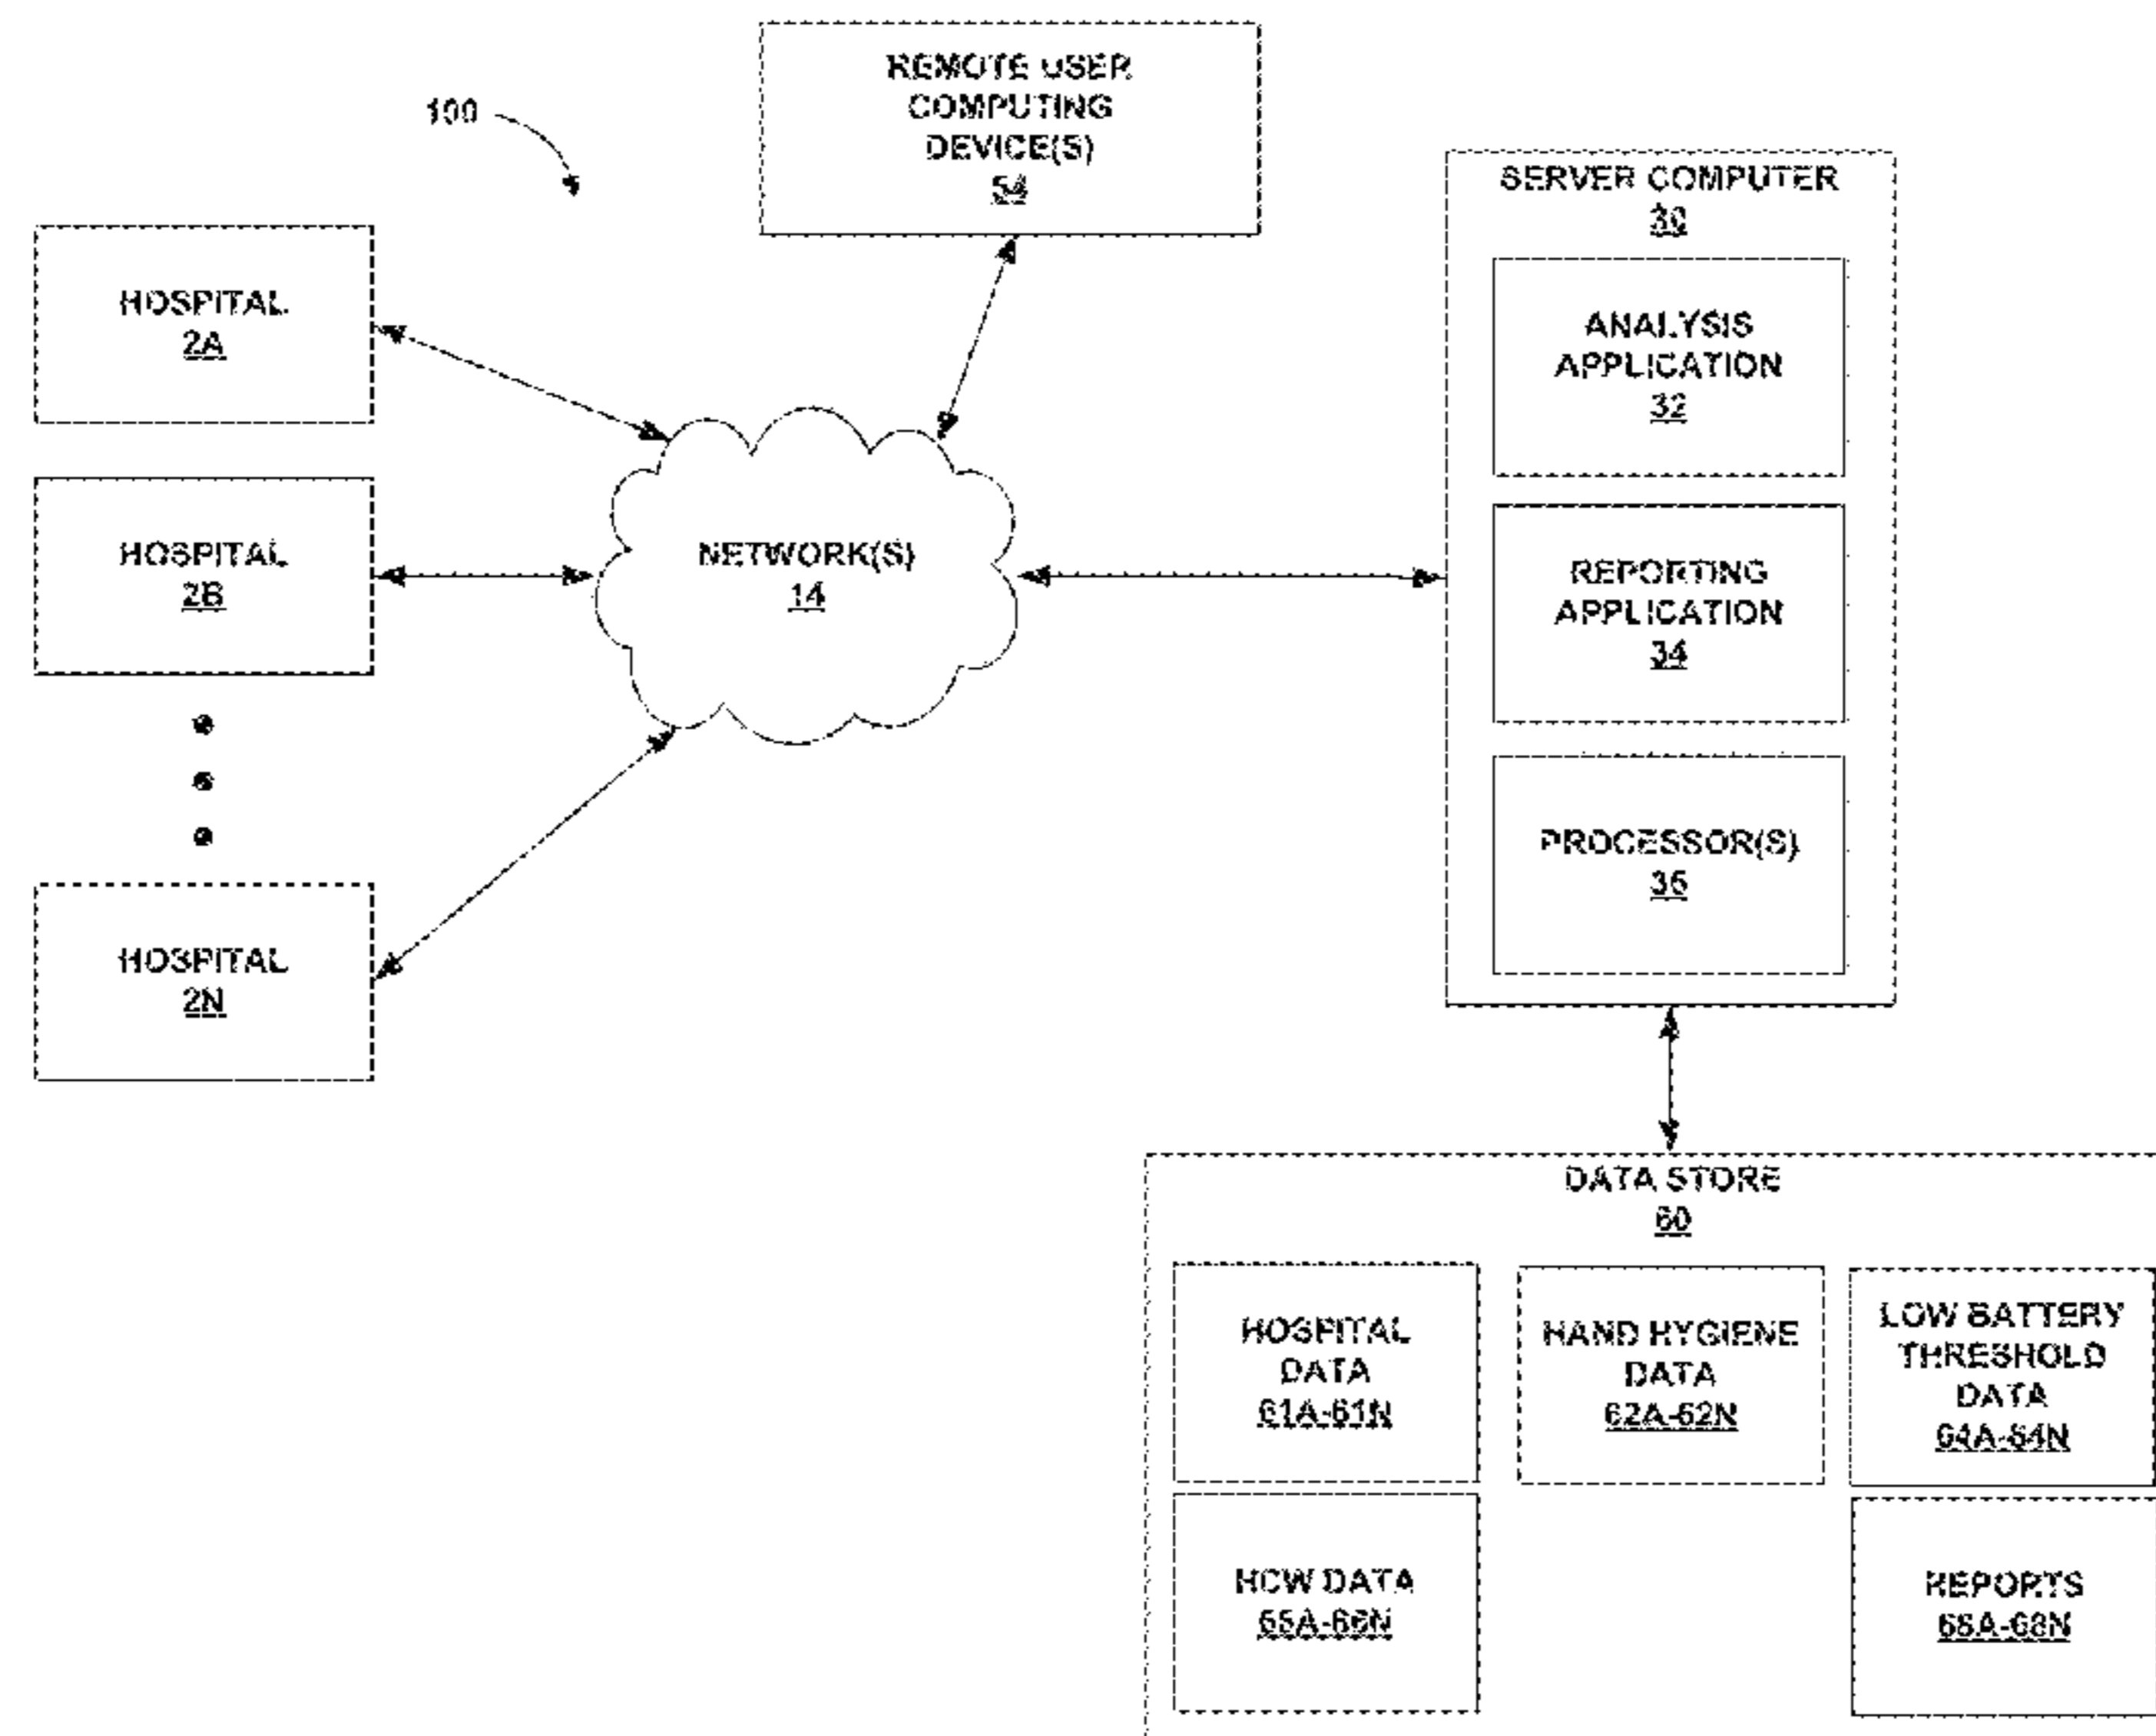 100
REMOTE USER
COMPUTING
DEVICE(S)
54
SERVER COMPUTER
30
ANALYSIS
APPLICATION
32
REPORTING
APPLICATION
34
PROCESSOR(S)
36
HOSPITAL
2A
HOSPITAL
2B
HOSPITAL
2N
NETWORK(S)
14
DATA STORE
60
HOSPITAL
DATA
61A-61N
HAND HYGIENE
DATA
62A-62N
LOW BATTERY
THRESHOLD
DATA
64A-64N
HCW DATA
66A-66N
REPORTS
68A-68N